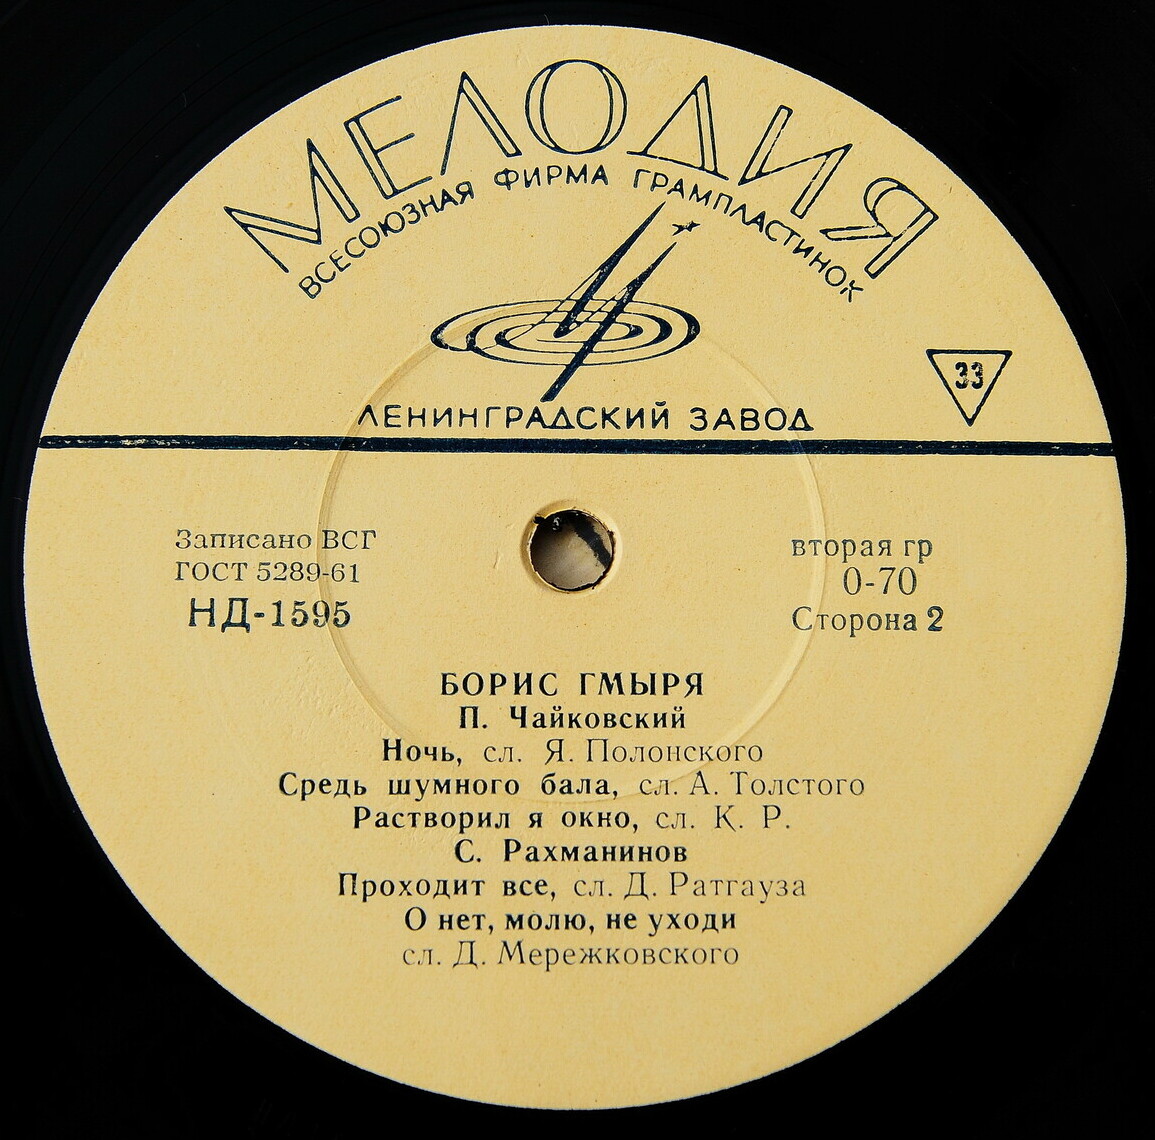 МЕЛОДИЯ
ВСЕСОЮЗНАЯ ФИРМА ГРАМПЛАСТИНОК
33
ЛЕНИНГРАДСКИЙ ЗАВОД
Записано ВСГ
ГОСТ 5289-61
НД-1595
вторая гр
0-70
Сторона 2
БОРИС ГМЫРЯ
П. Чайковский
Ночь, сл. Я. Полонского
Средь шумного бала, сл. А. Толстого
Растворил я окно, сл. К. Р.
С. Рахманинов
Проходит все, сл. Д. Ратгауза
О нет, молю, не уходи
сл. Д. Мережковского